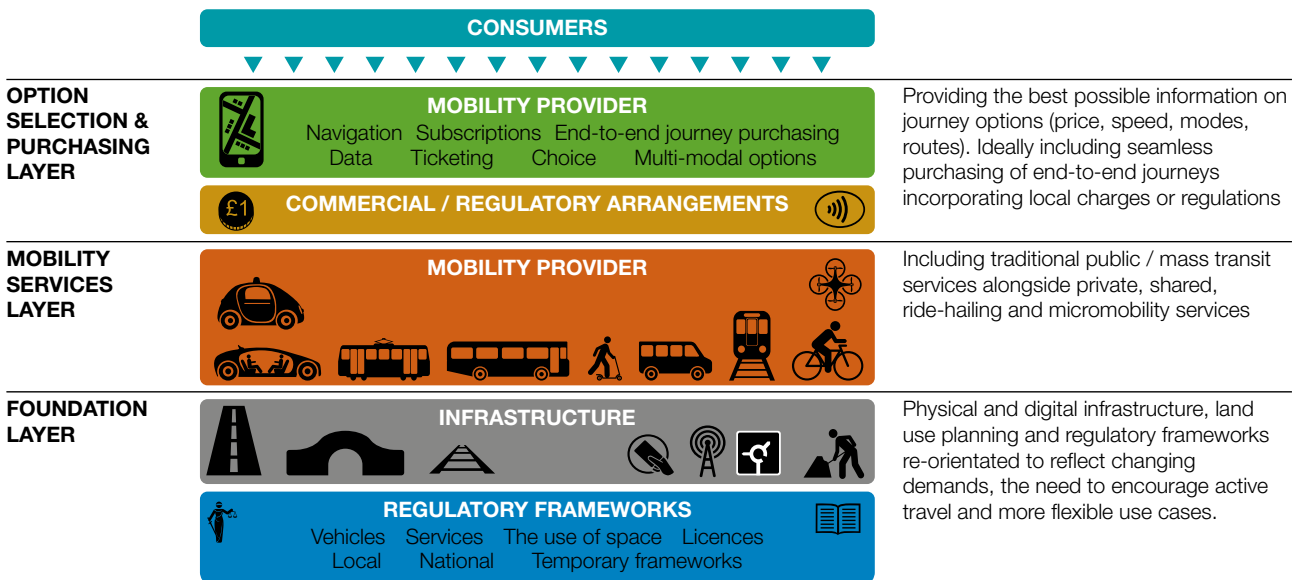 CONSUMERS
OPTION
SELECTION &
PURCHASING
LAYER
MOBILITY PROVIDER
Navigation Subscriptions End-to-end journey purchasing
Data Ticketing Choice Multi-modal options
£1
COMMERCIAL / REGULATORY ARRANGEMENTS
Providing the best possible information on
journey options (price, speed, modes,
routes). Ideally including seamless
purchasing of end-to-end journeys
incorporating local charges or regulations
MOBILITY
SERVICES
LAYER
MOBILITY PROVIDER
Including traditional public / mass transit
services alongside private, shared,
ride-hailing and micromobility services
FOUNDATION
LAYER
INFRASTRUCTURE
REGULATORY FRAMEWORKS
Vehicles Services The use of space Licences
Local National Temporary frameworks
Physical and digital infrastructure, land
use planning and regulatory frameworks
re-orientated to reflect changing
demands, the need to encourage active
travel and more flexible use cases.